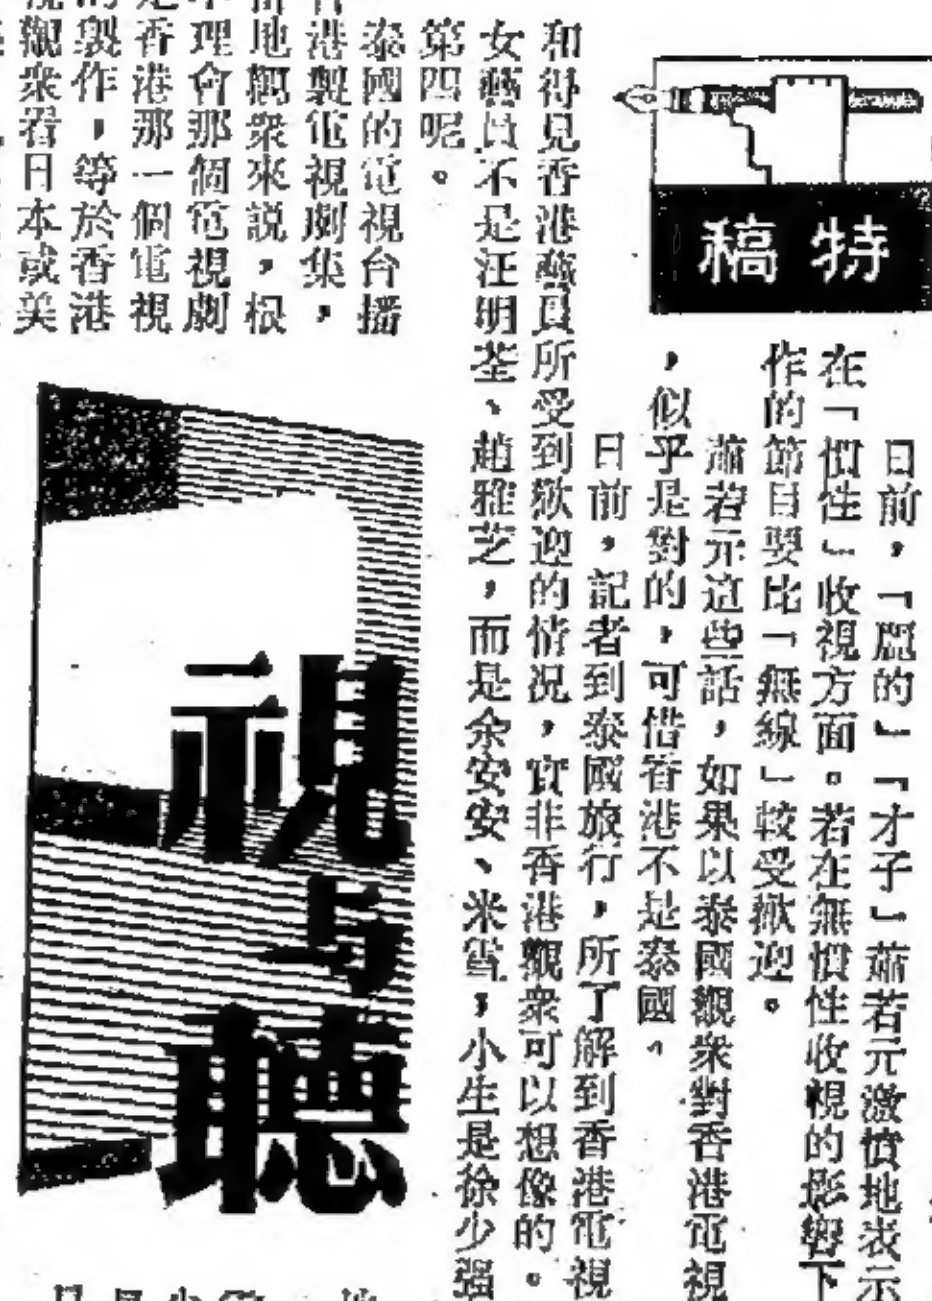 特稿
日前，「麗的」「才子」蕭若元激憤地表示
在「慣性」收視方面。若在無慣性收視的影響下
作的節目要比「無線」較受歡迎。
蕭若元這些話，如果以泰國觀衆對香港電視
，似乎是對的，可惜香港不是泰國。
日前，記者到泰國旅行，所了解到香港電視
和得見香港藝員所受到歡迎的情況，實非香港觀衆可以想像的。
女藝員不是汪明荃、趙雅芝，而是余安安、米雪，小生是徐少强
第四呢。
泰國的電視台播
港製電視劇集，
地觀衆來説，根
理會那個電視劇
香港那一個電視
製作，等於香港
觀衆看日本或美
視与聽